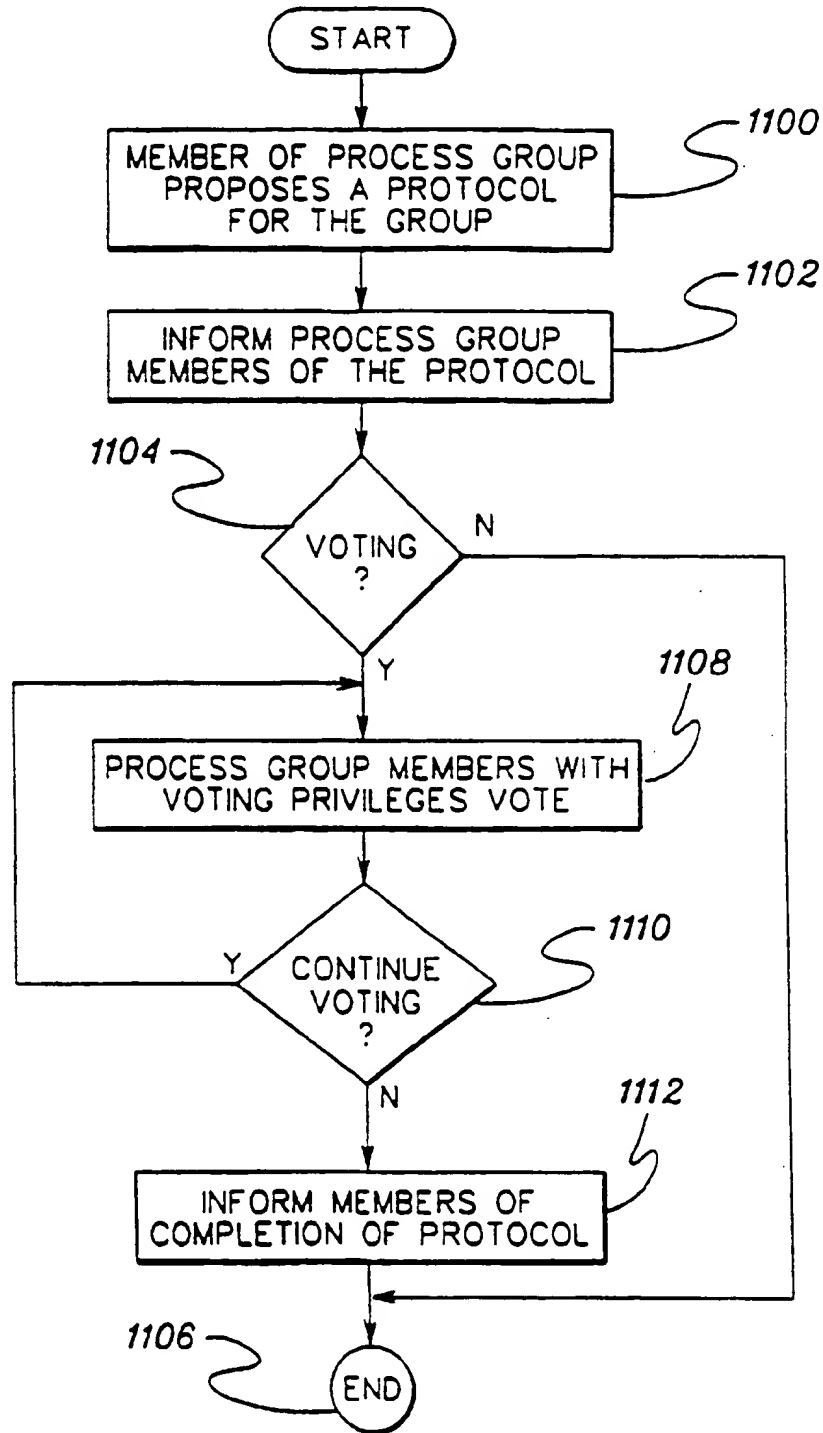 START
MEMBER OF PROCESS GROUP
PROPOSES A PROTOCOL
FOR THE GROUP
1100
INFORM PROCESS GROUP
MEMBERS OF THE PROTOCOL
1102
1104
VOTING
?
N
Y
1108
PROCESS GROUP MEMBERS WITH
VOTING PRIVILEGES VOTE
1110
Y
CONTINUE
VOTING
?
N
1112
INFORM MEMBERS OF
COMPLETION OF PROTOCOL
1106
END